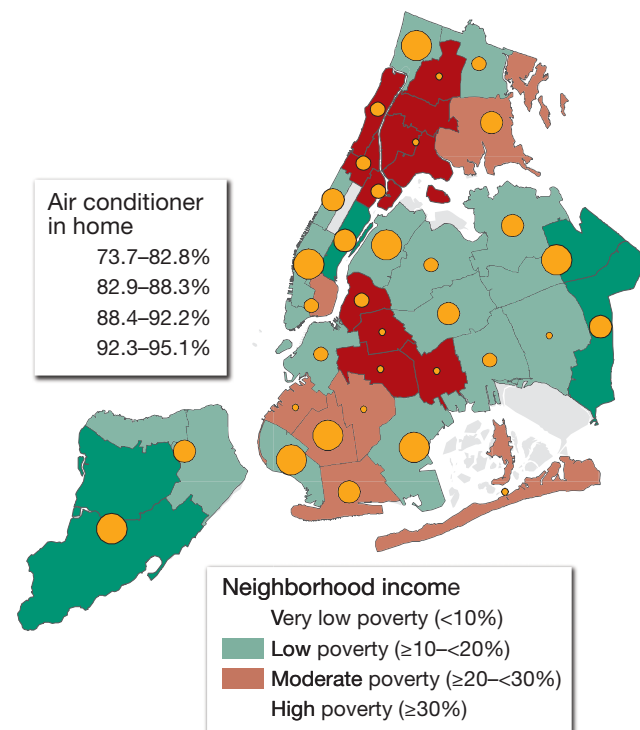 Air conditioner
in home
73.7–82.8%
82.9–88.3%
88.4–92.2%
92.3–95.1%
Neighborhood income
Very low poverty (<10%)
Low poverty (≥10–<20%)
Moderate poverty (≥20–<30%)
High poverty (≥30%)